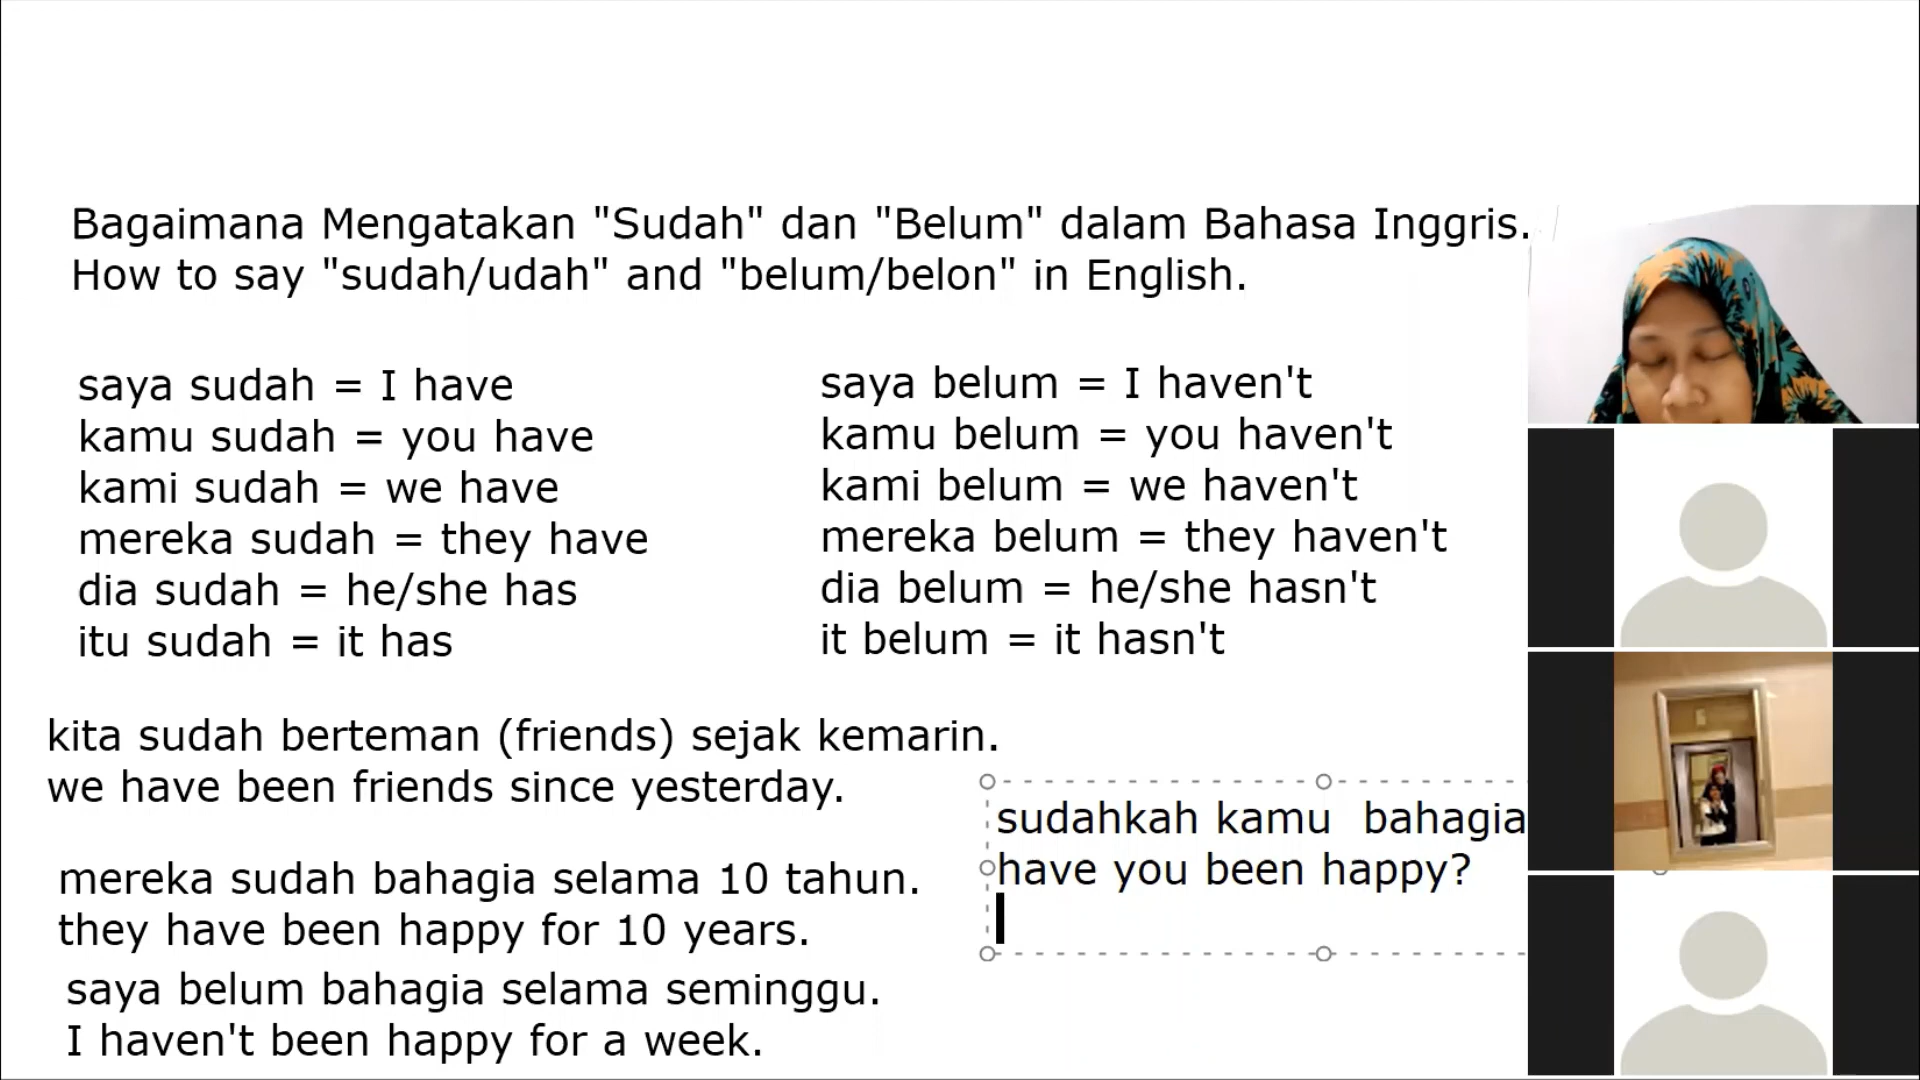 Bagaimana Mengatakan "Sudah" dan "Belum" dalam Bahasa Inggris.
How to say "sudah/udah" and "belum/belon" in English.
saya sudah = I have
kamu sudah = you have
kami sudah = we have
mereka sudah = they have
dia sudah = he/she has
itu sudah = it has
saya belum = I haven't
kamu belum = you haven't
kami belum = we haven't
mereka belum = they haven't
dia belum = he/she hasn't
it belum = it hasn't
kita sudah berteman (friends) sejak kemarin.
we have been friends since yesterday.
mereka sudah bahagia selama 10 tahun.
they have been happy for 10 years.
saya belum bahagia selama seminggu.
I haven't been happy for a week.
sudahkah kamu  bahagia
have you been happy?